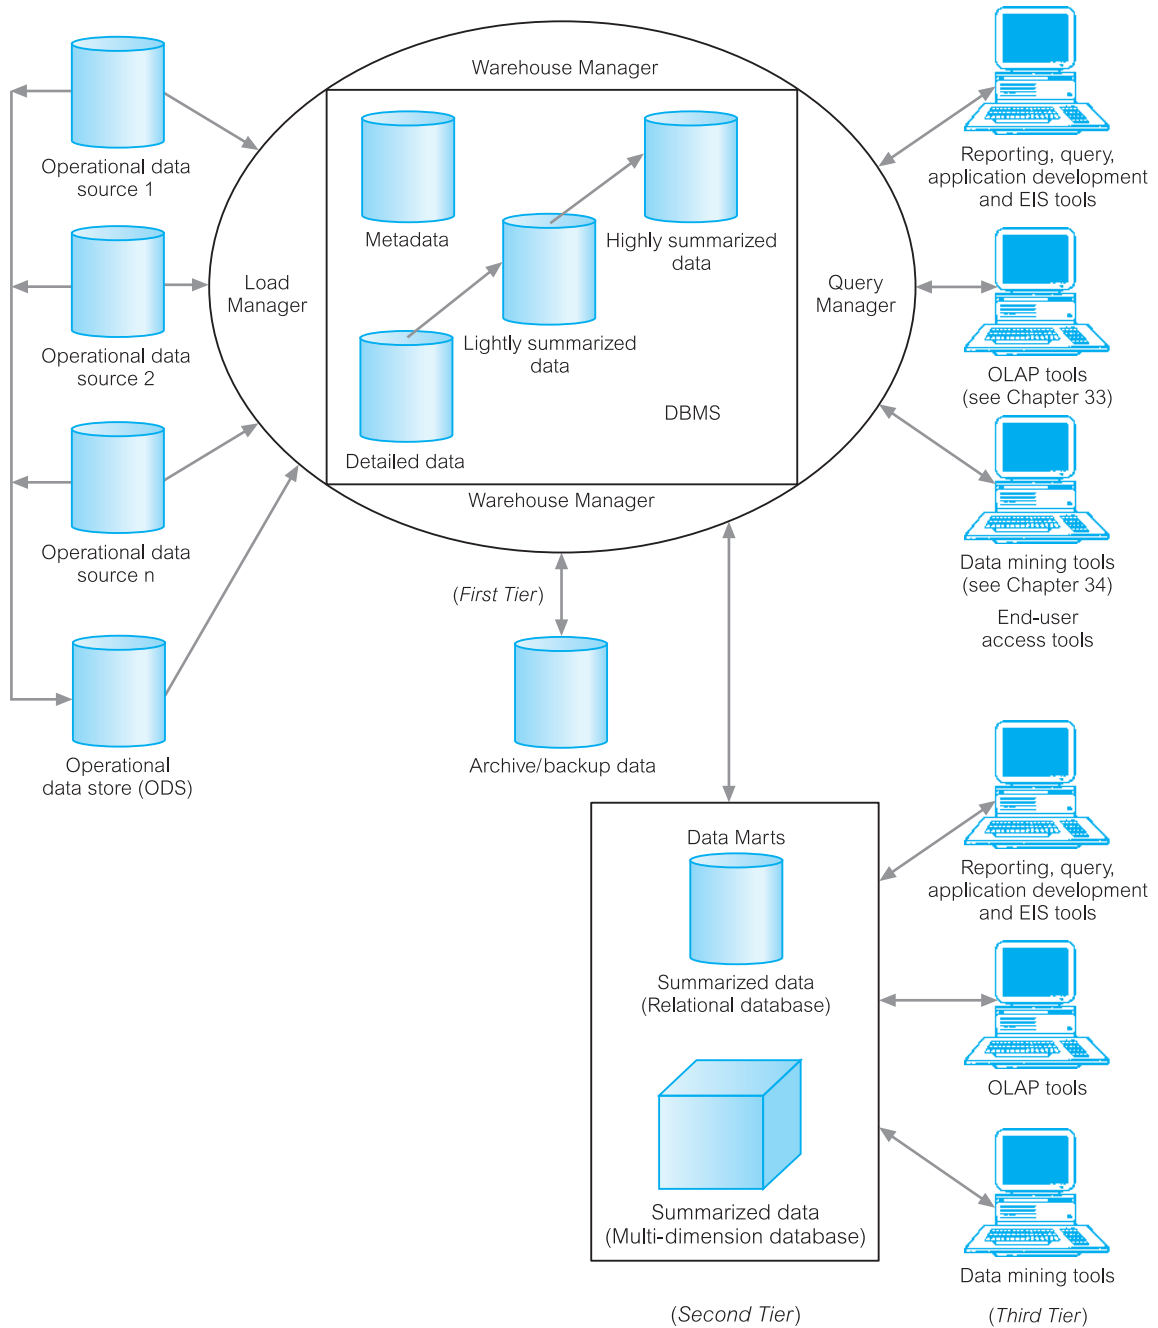 Warehouse Manager
Operational data
source 1
Metadata
Highly summarized
data
Reporting, query,
application development
and EIS tools
Load
Manager
Query
Manager
Operational data
source 2
Lightly summarized
data
OLAP tools
(see Chapter 33)
DBMS
Detailed data
Warehouse Manager
Operational data
source n
Data mining tools
(see Chapter 34)
End-user
access tools
(First Tier)
Operational
data store (ODS)
Archive/backup data
Data Marts
Summarized data
(Relational database)
Reporting, query,
application development
and EIS tools
OLAP tools
Summarized data
(Multi-dimension database)
Data mining tools
(Second Tier)
(Third Tier)